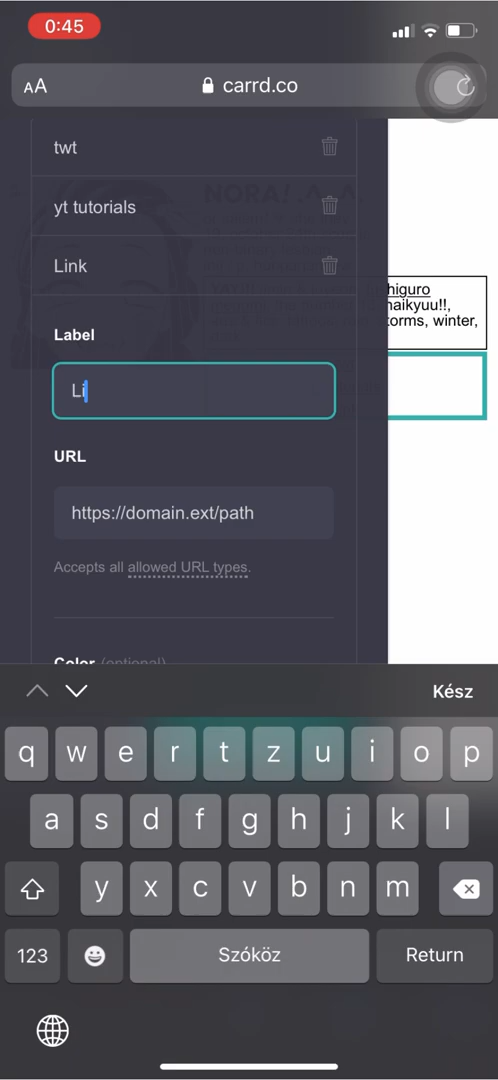 0:45
AA carrd.co
twt
yt tutorials
NORA! .^. ^.
Link
higuro
haikyuu!!,
torms, winter,
Label
Li
URL
https://domain.ext/path
Accepts all allowed URL types.
Color (optional)
Kész
q w e r t z u i o p
a s d f g h j k l
y x c v b n m
123 Szóköz Return